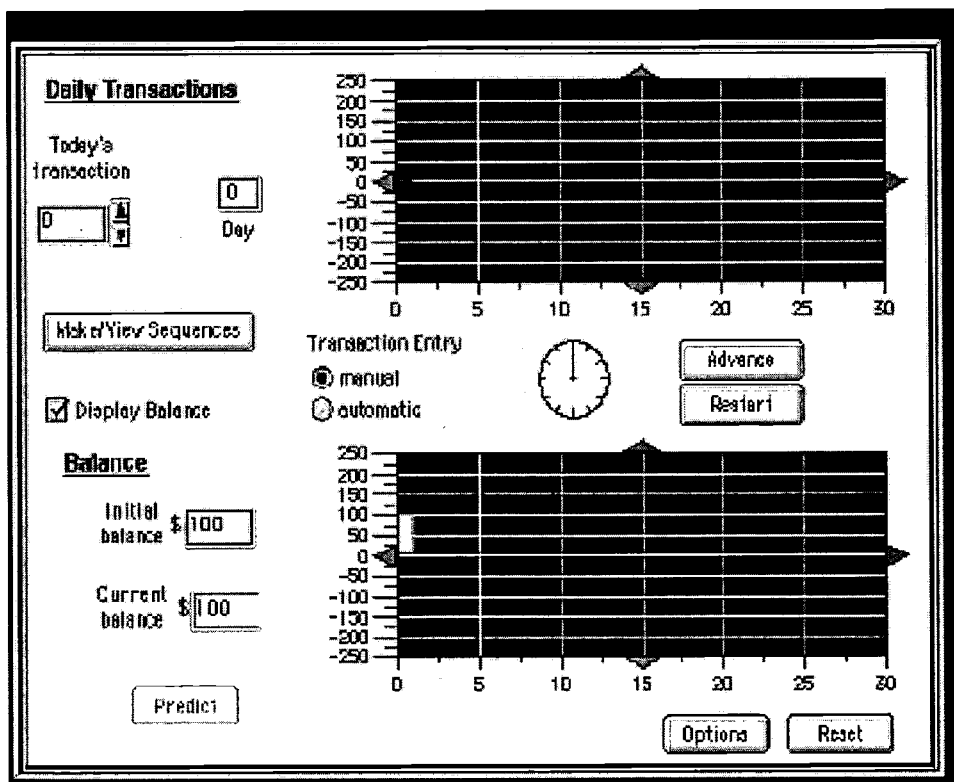 Daily Transactions
Today's
transaction
0
0
Day
250
200
150
100
50
0
-50
-100
-150
-200
-250
0 5 10 15 20 25 30
Make/View Sequences
Transaction Entry
manual
automatic
Advance
Restart
Display Balance
Balance
Initial
balance $ 100
Current
balance $ 100
250
200
150
100
50
0
-50
-100
-150
-200
-250
0 5 10 15 20 25 30
Predict
Options
Reset